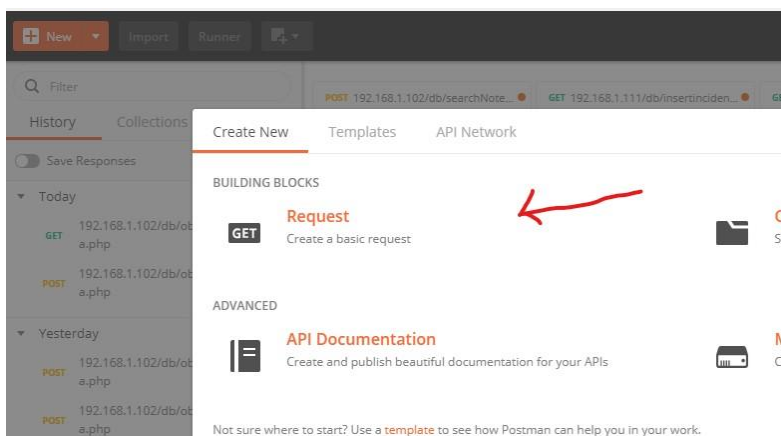 New
Import
Runner
Filter
POST 192.168.1.102/db/searchNote...
GET 192.168.1.111/db/insertinciden...
History
Collections
Create New
Templates
API Network
Save Responses
BUILDING BLOCKS
Today
GET
192.168.1.102/db/ob
a.php
GET
Request
Create a basic request
POST
192.168.1.102/db/ob
a.php
ADVANCED
Yesterday
API Documentation
Create and publish beautiful documentation for your APIs
POST
192.168.1.102/db/ob
a.php
POST
192.168.1.102/db/ob
a.php
Not sure where to start? Use a template to see how Postman can help you in your work.